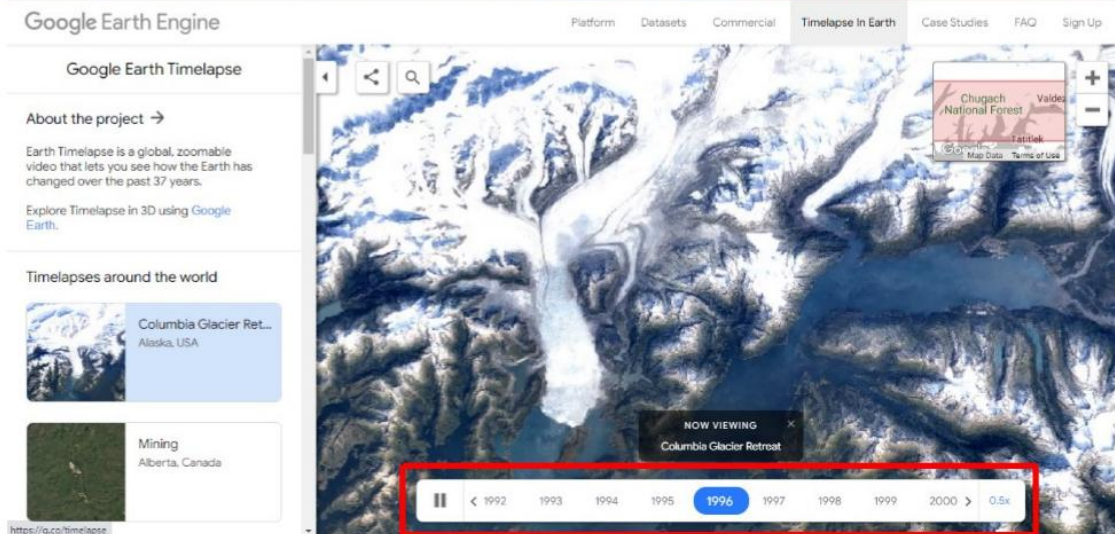 Google Earth Engine
Platform Datasets Commercial Timelapse In Earth Case Studies FAQ Sign Up
Google Earth Timelapse
About the project →
Earth Timelapse is a global, zoomable
video that lets you see how the Earth has
changed over the past 37 years.
Explore Timelapse in 3D using Google
Earth.
Timelapses around the world
Columbia Glacier Ret...
Alaska, USA
Mining
Alberta, Canada
https://g.co/timelapse
Chugach
National Forest
Valdez
Tatitlek
Google
Map Data Terms of Use
NOW VIEWING
Columbia Glacier Retreat
1992 1993 1994 1995 1996 1997 1998 1999 2000 0.5x